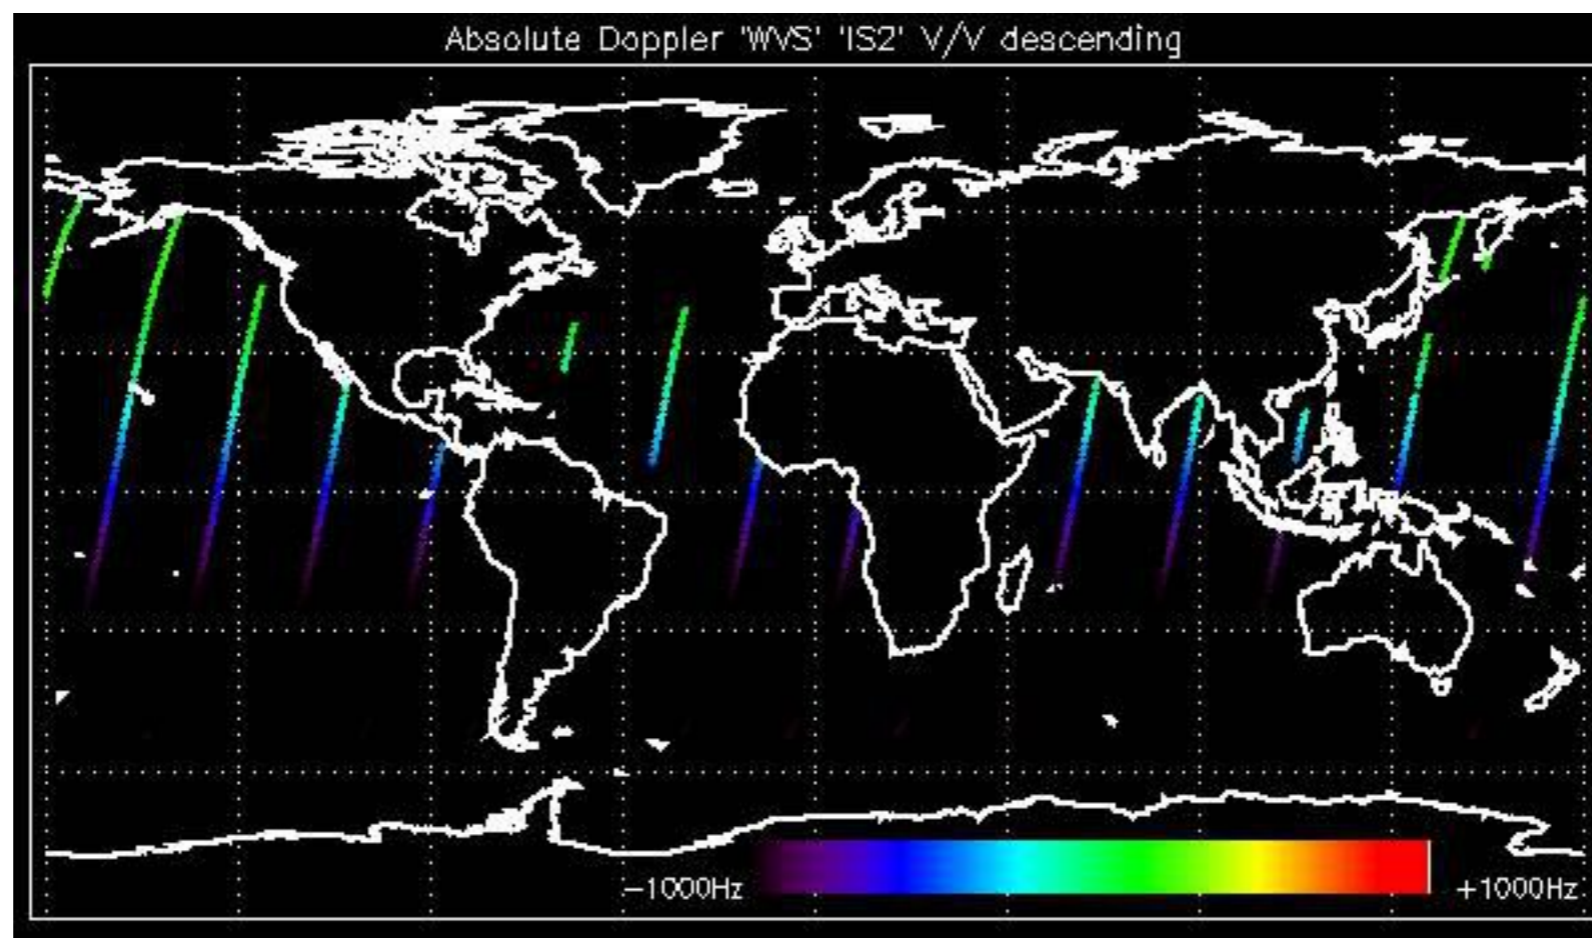 Absolute Doppler 'WVS' 'IS2' V/V descending
−1000Hz
+1000Hz